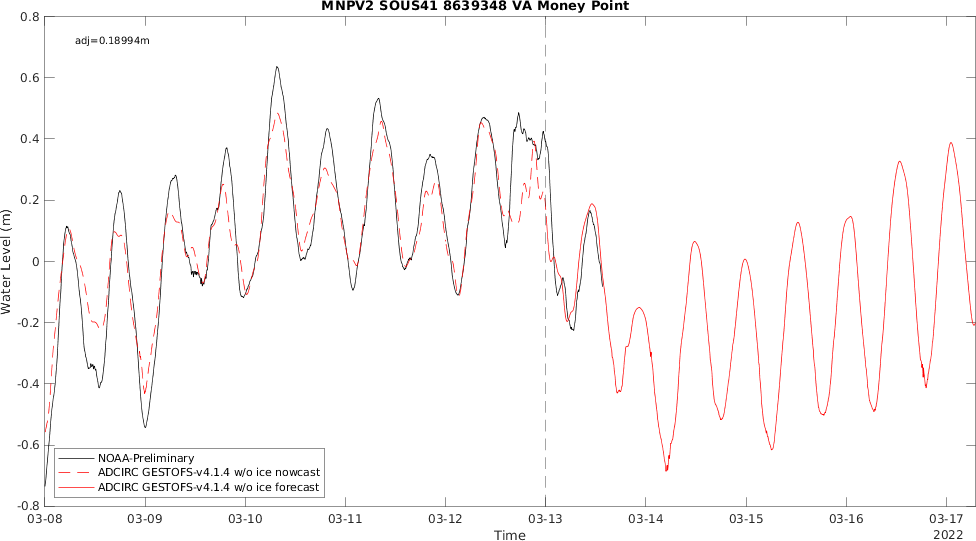 MNPV2 SOUS41 8639348 VA Money Point
adj=0.18994m
0.8
0.6
0.4
0.2
0
-0.2
-0.4
-0.6
-0.8
Water Level (m)
NOAA-Preliminary
ADCIRC GESTOFS-v4.1.4 w/o ice nowcast
ADCIRC GESTOFS-v4.1.4 w/o ice forecast
03-08 03-09 03-10 03-11 03-12 03-13 03-14 03-15 03-16 03-17
Time
2022